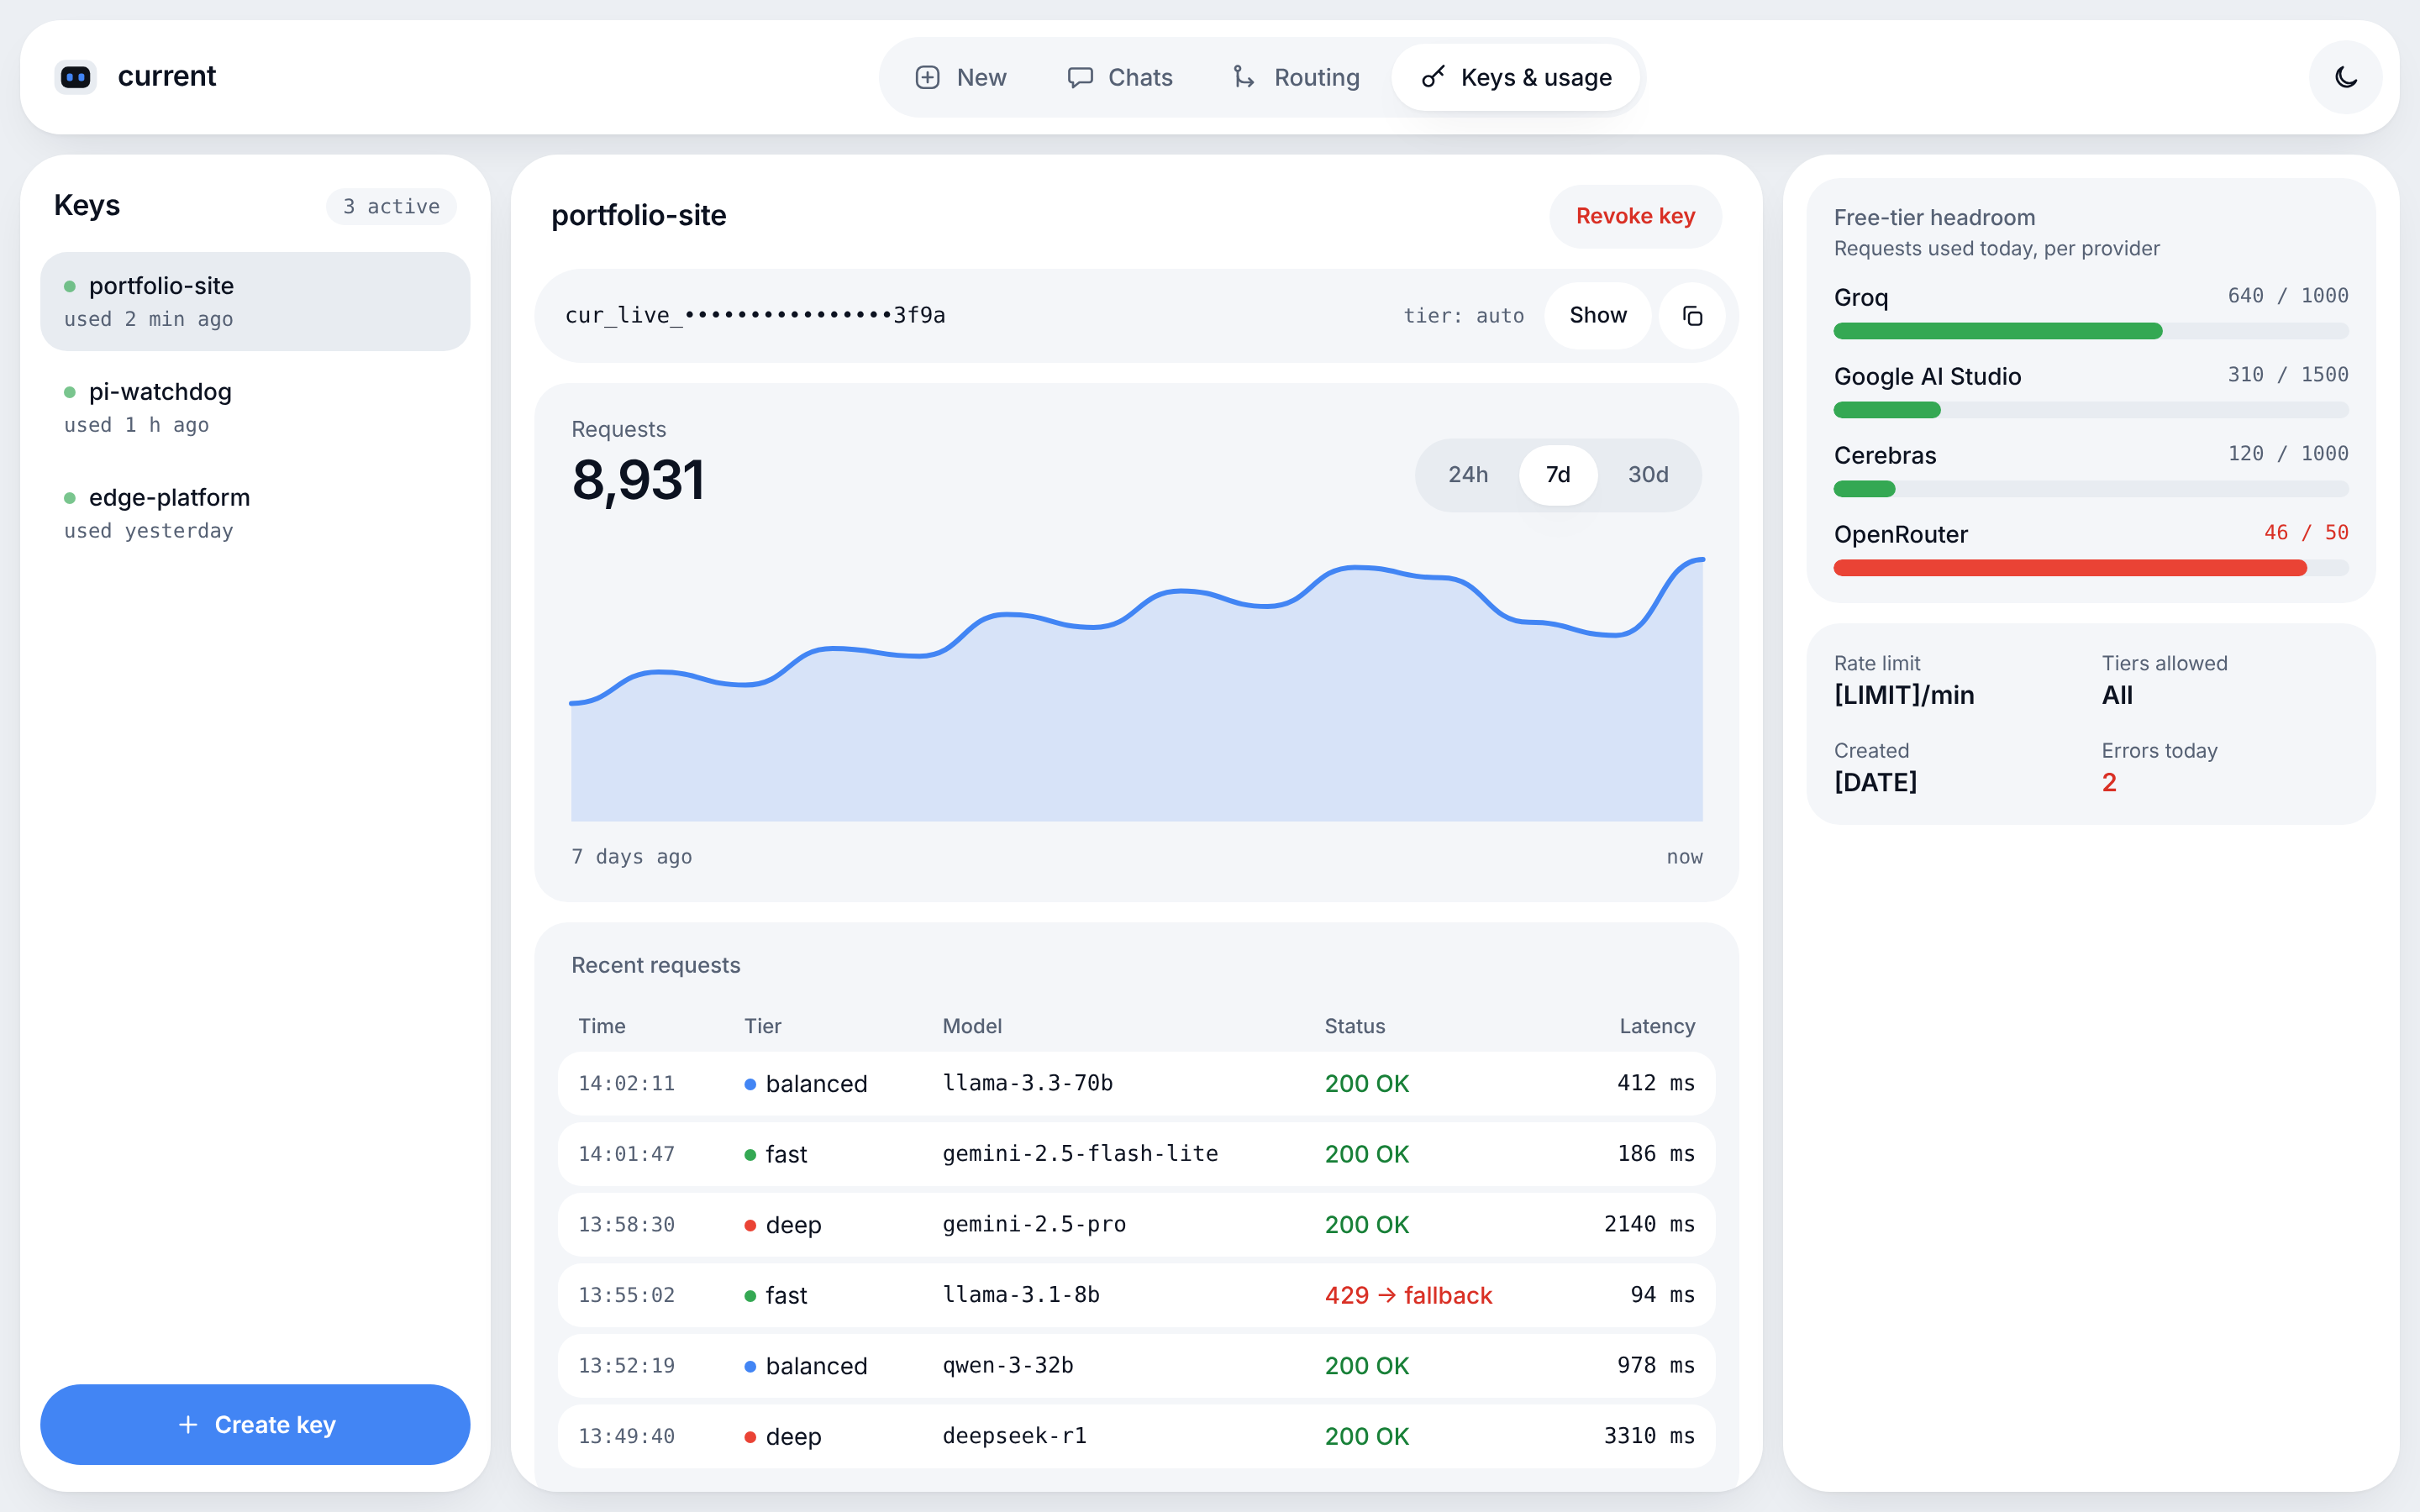 current
New
Chats
Routing
Keys & usage
Keys
3 active
portfolio-site
used 2 min ago
pi-watchdog
used 1 h ago
edge-platform
used yesterday
Create key
portfolio-site
Revoke key
cur_live_••••••••••••••••3f9a
tier: auto
Show
Requests
8,931
24h
7d
30d
7 days ago
now
Recent requests
Time Tier Model Status Latency
14:02:11 balanced llama-3.3-70b 200 OK 412 ms
14:01:47 fast gemini-2.5-flash-lite 200 OK 186 ms
13:58:30 deep gemini-2.5-pro 200 OK 2140 ms
13:55:02 fast llama-3.1-8b 429 → fallback 94 ms
13:52:19 balanced qwen-3-32b 200 OK 978 ms
13:49:40 deep deepseek-r1 200 OK 3310 ms
Free-tier headroom
Requests used today, per provider
Groq 640 / 1000
Google AI Studio 310 / 1500
Cerebras 120 / 1000
OpenRouter 46 / 50
Rate limit
[LIMIT]/min
Tiers allowed
All
Created
[DATE]
Errors today
2